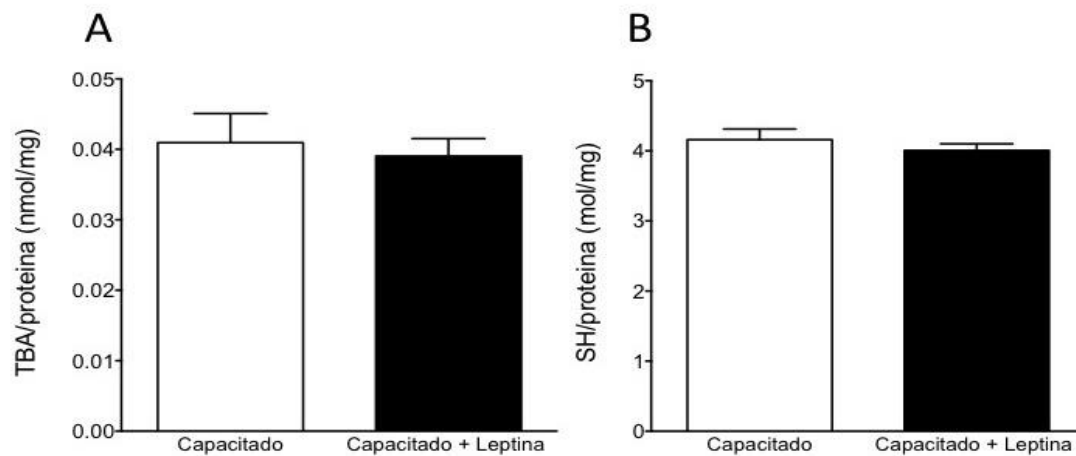 A
TBA/proteina (nmol/mg)
0.05
0.04
0.03
0.02
0.01
0.00
Capacitado
Capacitado + Leptina
B
SH/proteina (mol/mg)
5
4
3
2
1
0
Capacitado
Capacitado + Leptina